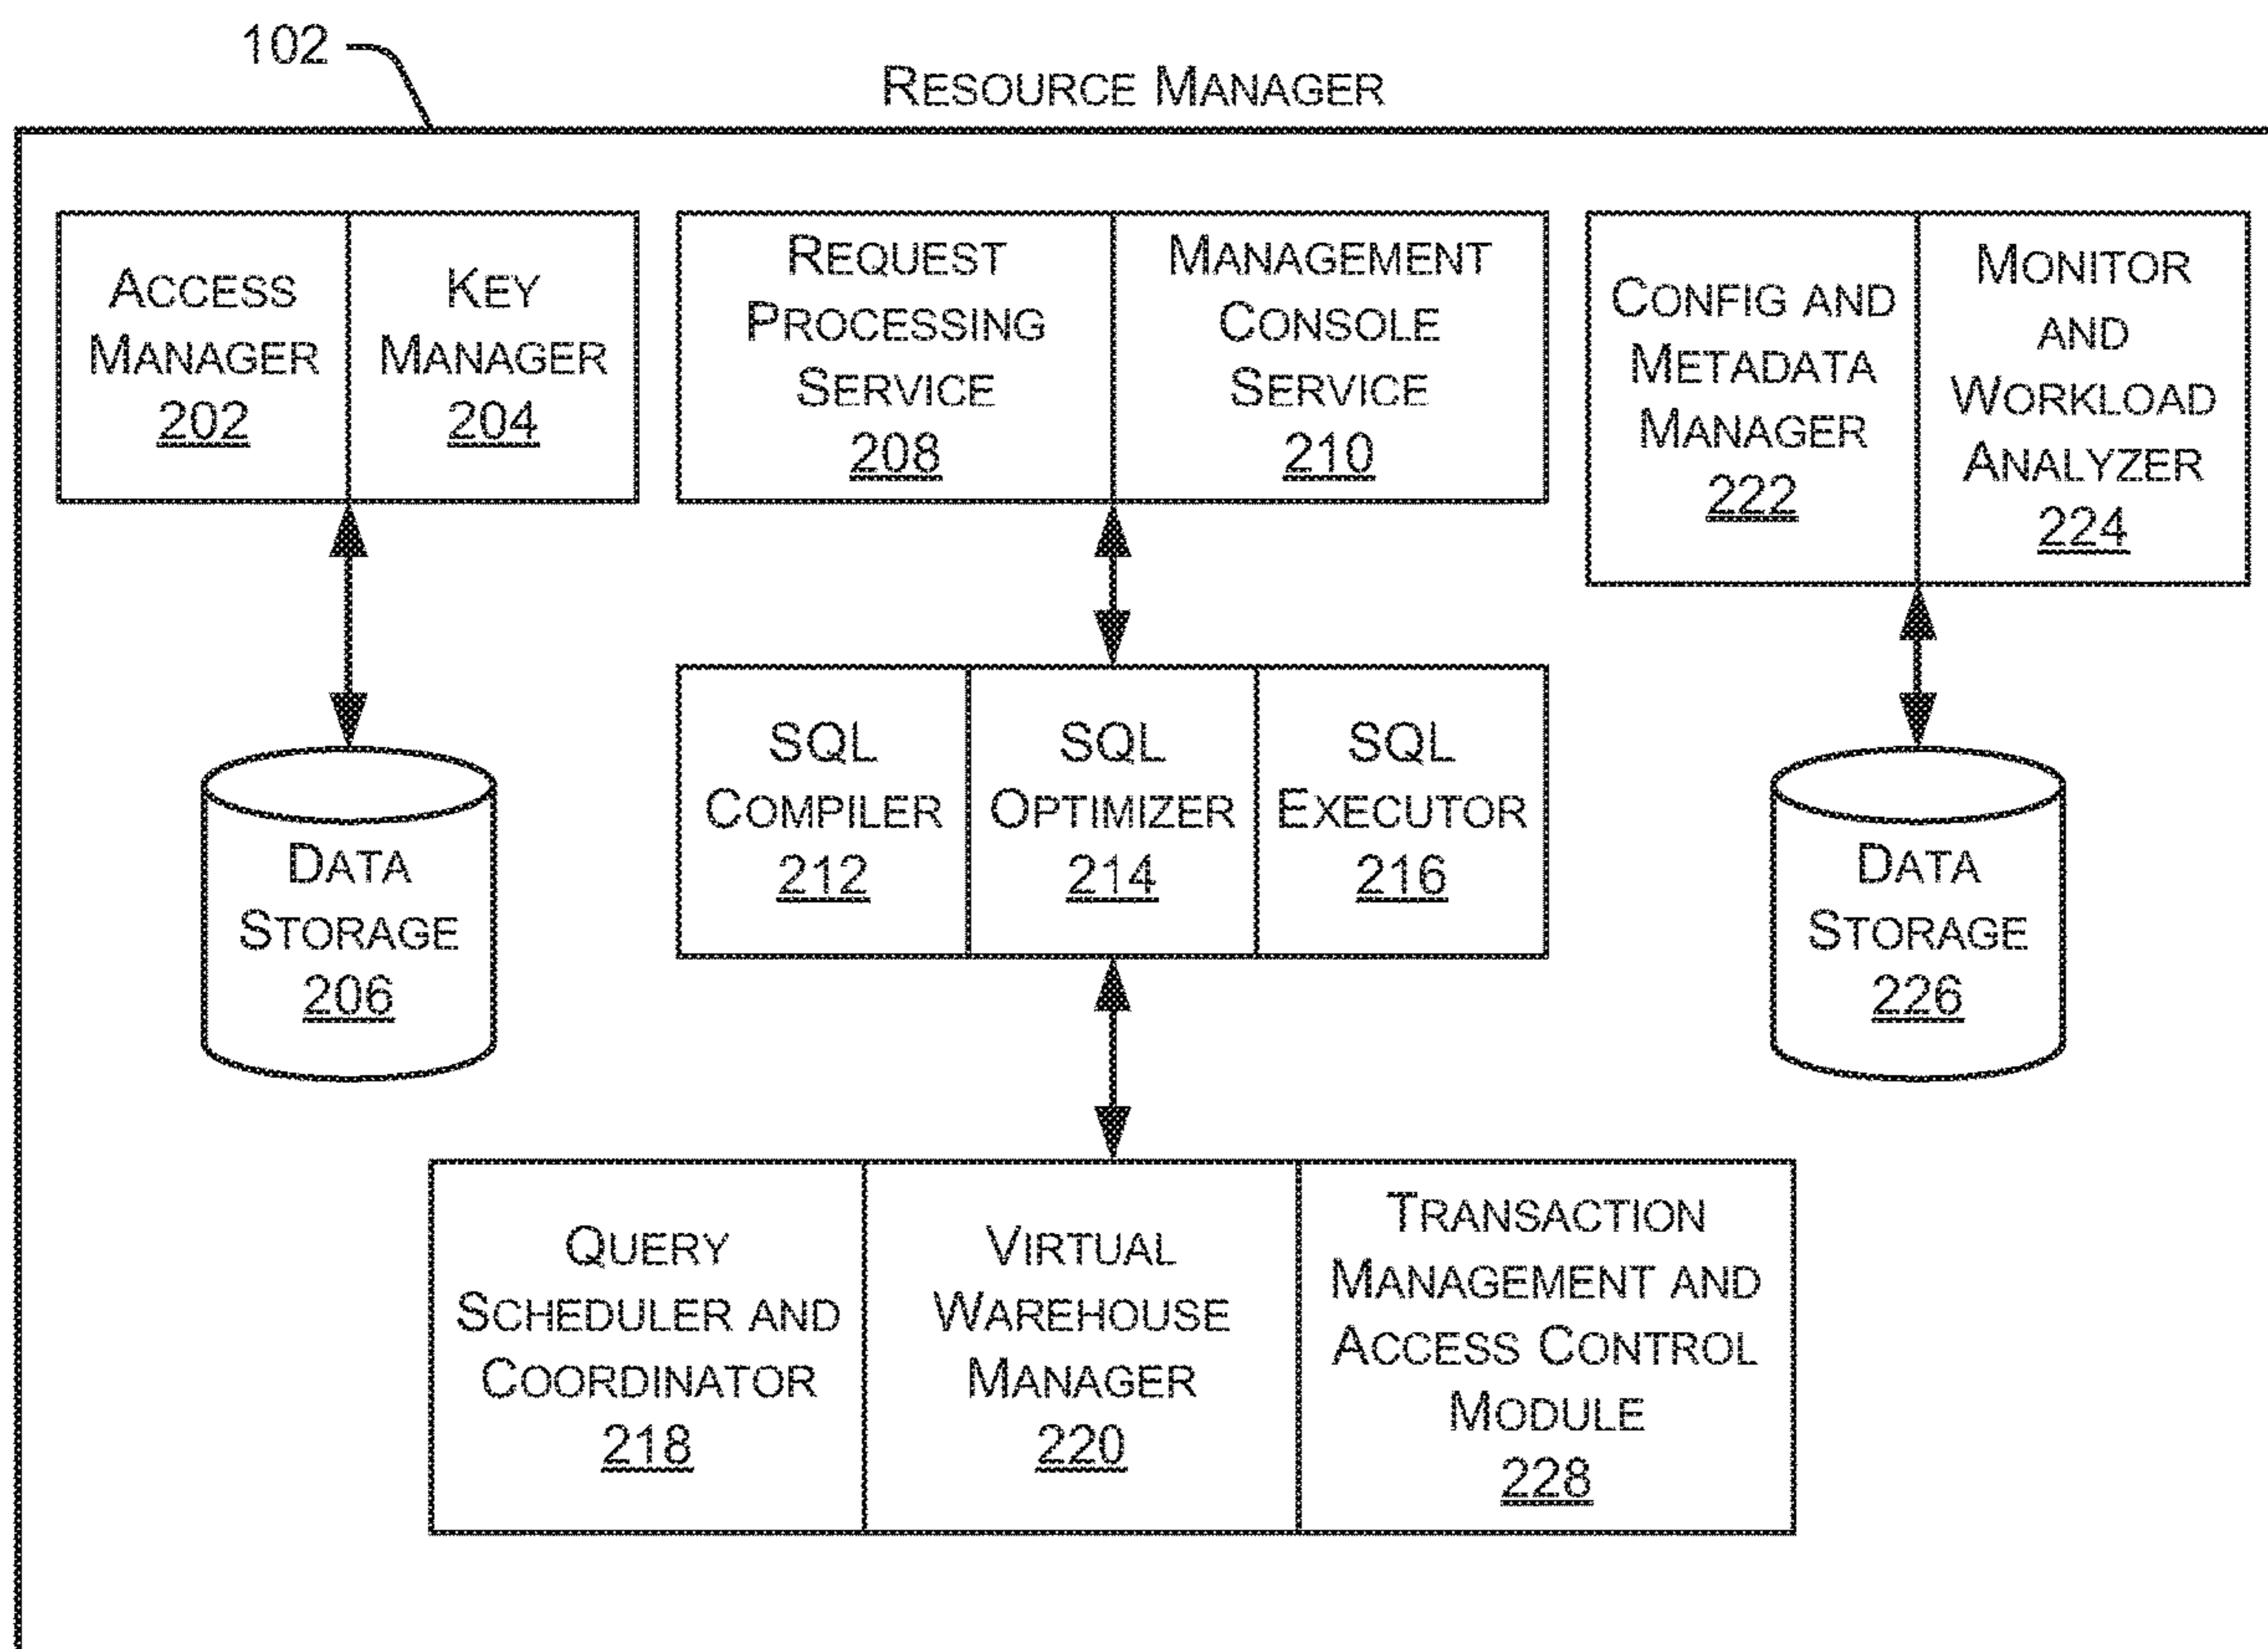 102
RESOURCE MANAGER
ACCESS
MANAGER
202
KEY
MANAGER
204
REQUEST
PROCESSING
SERVICE
208
MANAGEMENT
CONSOLE
SERVICE
210
CONFIG AND
METADATA
MANAGER
222
MONITOR
AND
WORKLOAD
ANALYZER
224
DATA
STORAGE
206
SQL
COMPILER
212
SQL
OPTIMIZER
214
SQL
EXECUTOR
216
DATA
STORAGE
226
QUERY
SCHEDULER AND
COORDINATOR
218
VIRTUAL
WAREHOUSE
MANAGER
220
TRANSACTION
MANAGEMENT AND
ACCESS CONTROL
MODULE
228